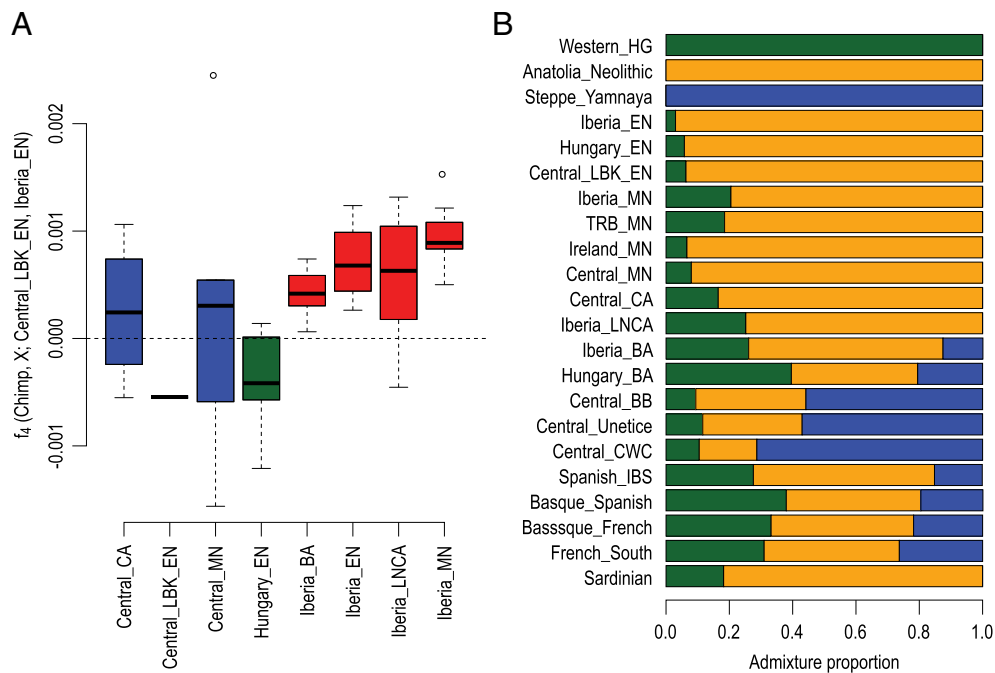 A
f4 (Chimp, X; Central_LBK_EN, Iberia_EN)
0.002
0.001
0.000
-0.001
Central_CA
Central_LBK_EN
Central_MN
Hungary_EN
Iberia_BA
Iberia_EN
Iberia_LNCA
Iberia_MN
B
Western_HG
Anatolia_Neolithic
Steppe_Yamnaya
Iberia_EN
Hungary_EN
Central_LBK_EN
Iberia_MN
TRB_MN
Ireland_MN
Central_MN
Central_CA
Iberia_LNCA
Iberia_BA
Hungary_BA
Central_BB
Central_Unetice
Central_CWC
Spanish_IBS
Basque_Spanish
Basssque_French
French_South
Sardinian
0.0 0.2 0.4 0.6 0.8 1.0
Admixture proportion